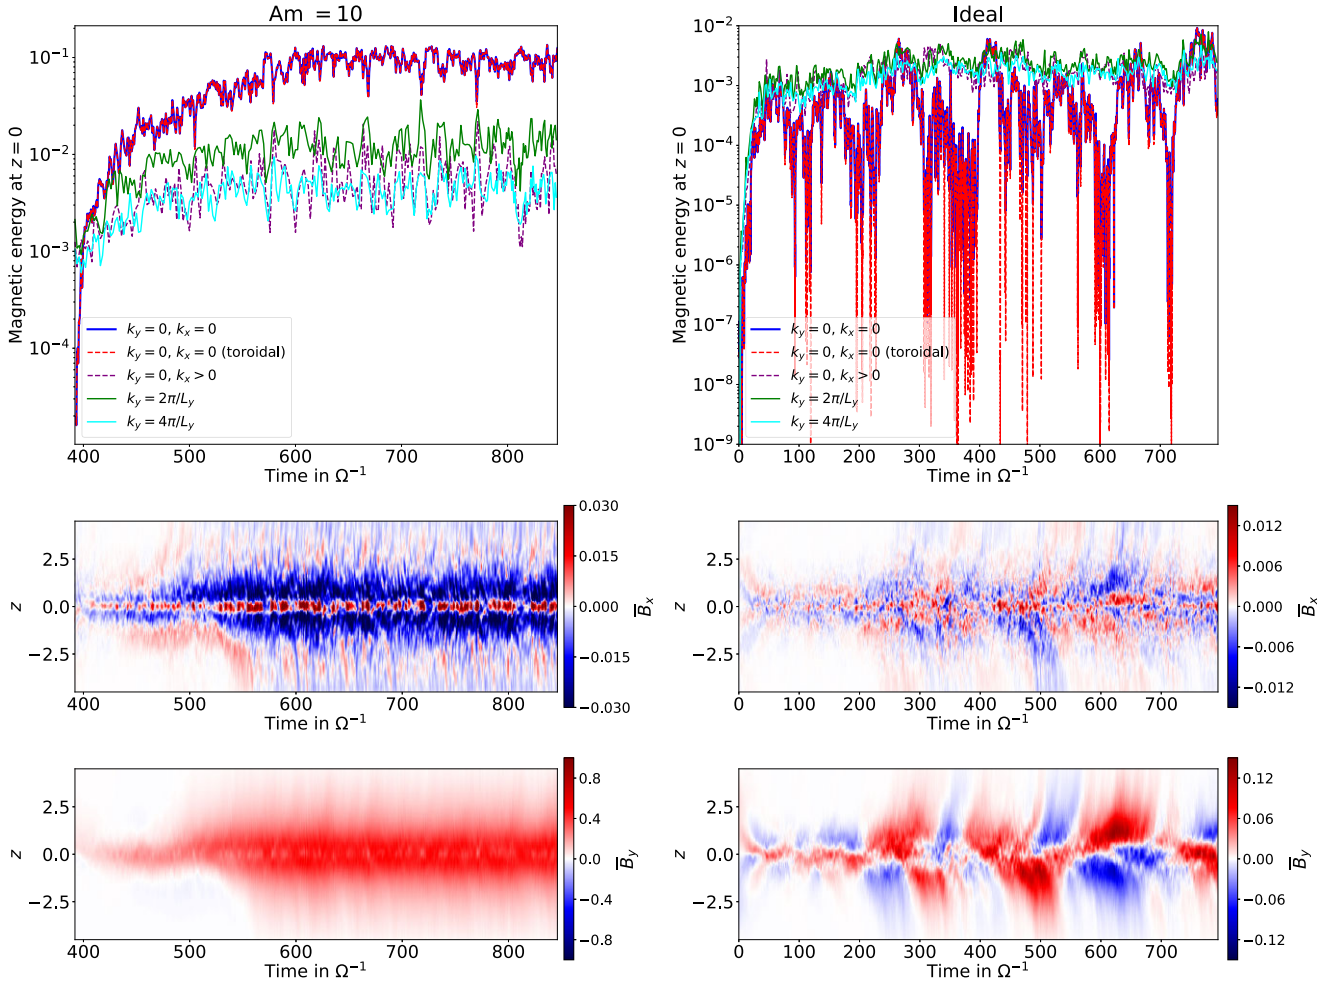 Am = 10
Magnetic energy at z = 0
10⁻¹
10⁻²
10⁻³
10⁻⁴
k_y = 0, k_x = 0
k_y = 0, k_x = 0 (toroidal)
k_y = 0, k_x > 0
k_y = 2π/L_y
k_y = 4π/L_y
400 500 600 700 800
Time in Ω⁻¹
Ideal
Magnetic energy at z = 0
10⁻²
10⁻³
10⁻⁴
10⁻⁵
10⁻⁶
10⁻⁷
10⁻⁸
10⁻⁹
k_y = 0, k_x = 0
k_y = 0, k_x = 0 (toroidal)
k_y = 0, k_x > 0
k_y = 2π/L_y
k_y = 4π/L_y
0 100 200 300 400 500 600 700
Time in Ω⁻¹
z
2.5
0.0
−2.5
400 500 600 700 800
Time in Ω⁻¹
0.030
0.015
0.000
−0.015
−0.030
B̅_x
z
2.5
0.0
−2.5
0 100 200 300 400 500 600 700
Time in Ω⁻¹
0.012
0.006
0.000
−0.006
−0.012
B̅_x
z
2.5
0.0
−2.5
400 500 600 700 800
Time in Ω⁻¹
0.8
0.4
0.0
−0.4
−0.8
B̅_y
z
2.5
0.0
−2.5
0 100 200 300 400 500 600 700
Time in Ω⁻¹
0.12
0.06
0.00
−0.06
−0.12
B̅_y